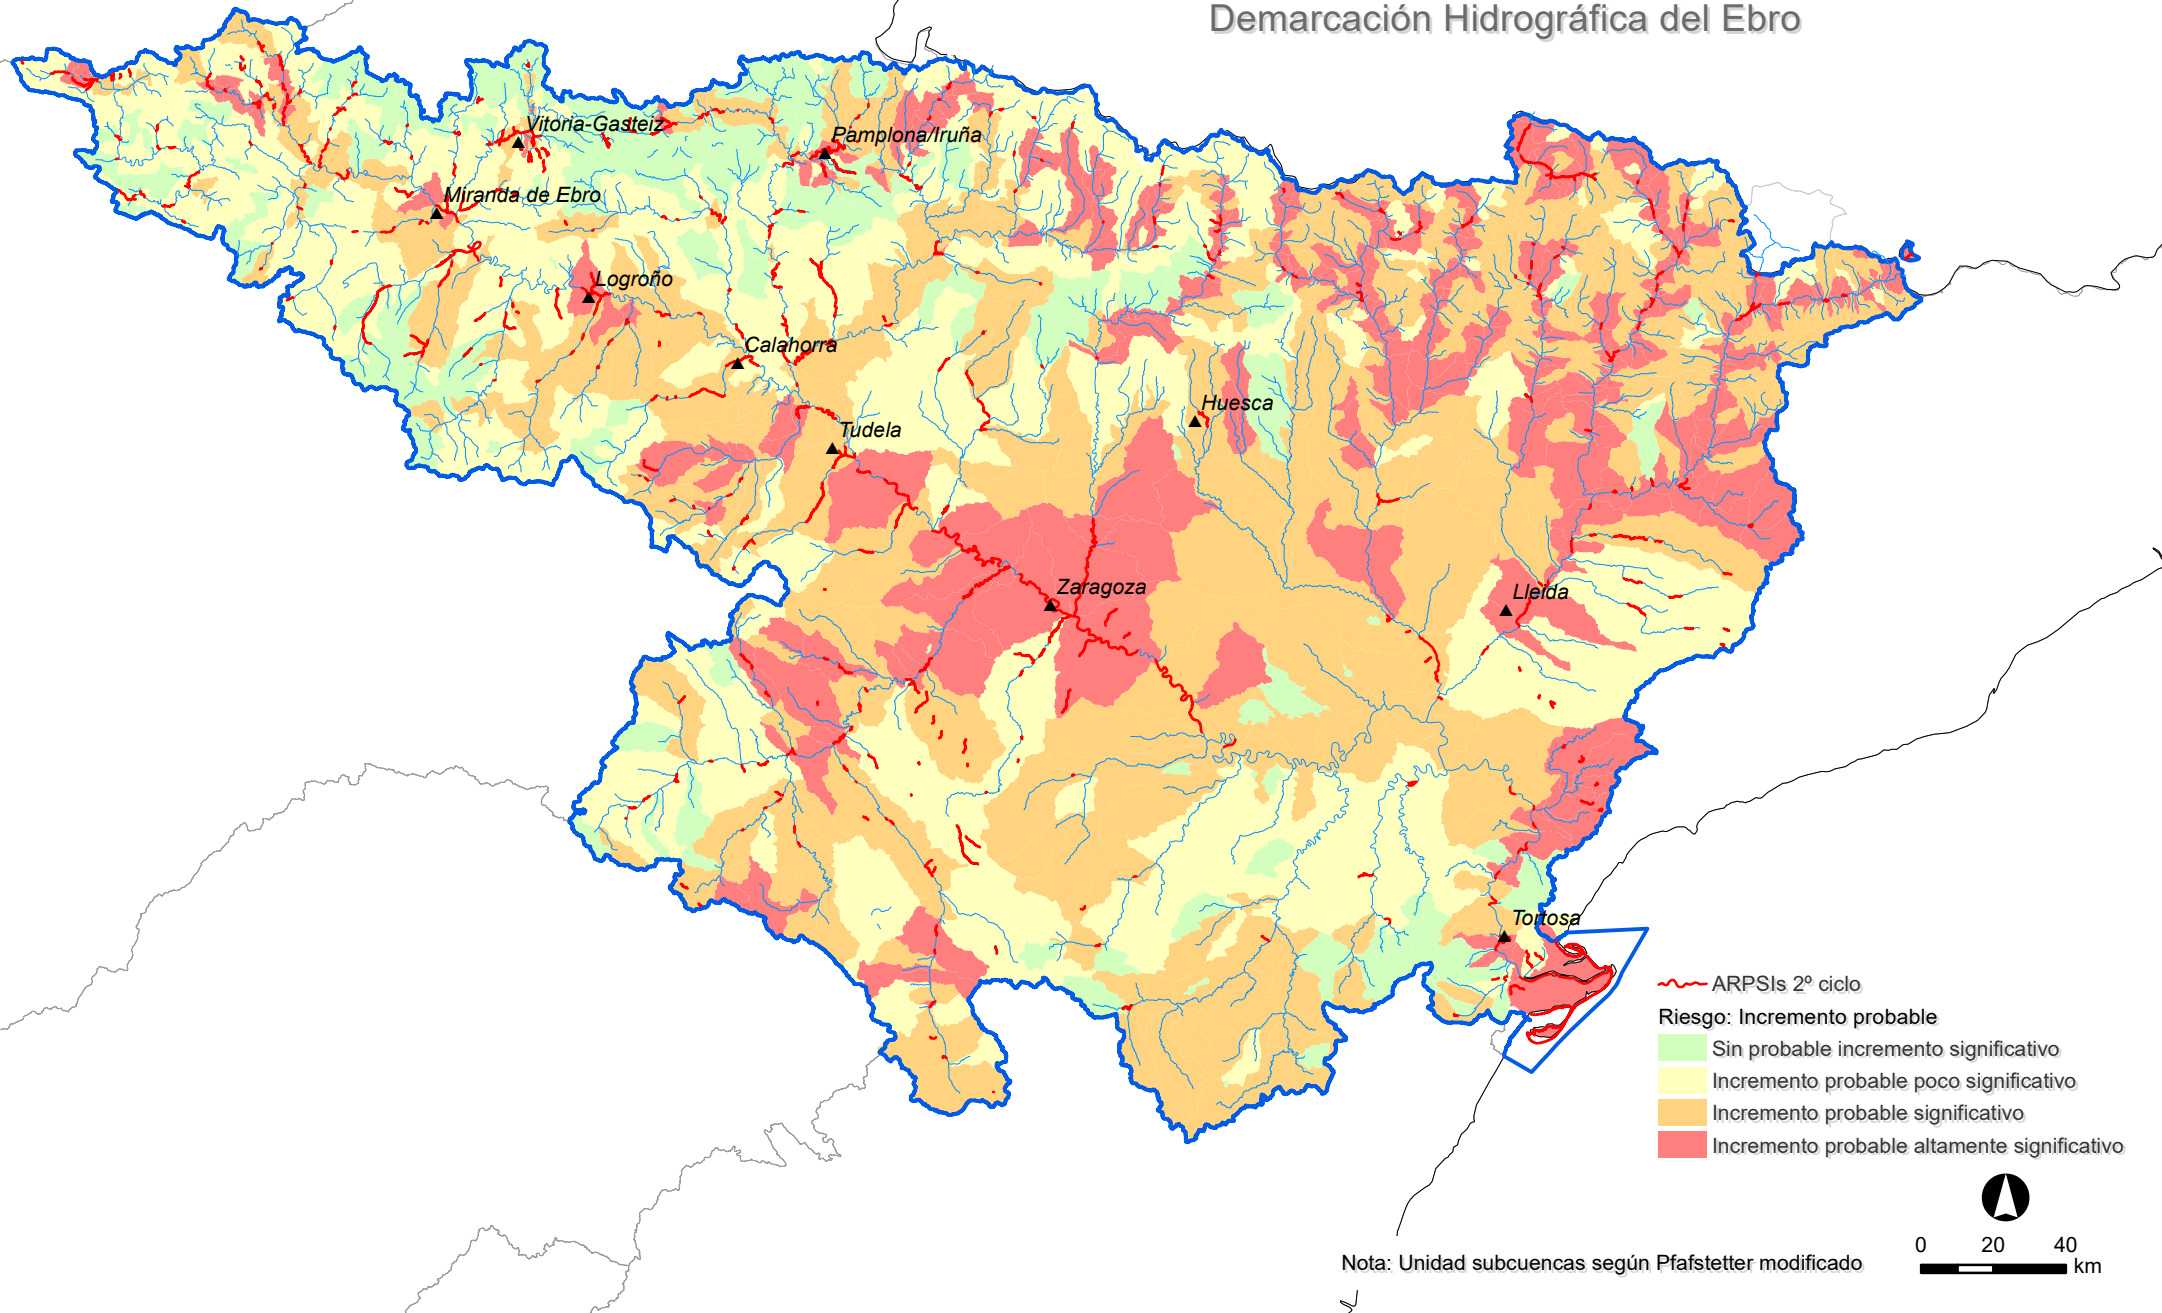 Demarcación Hidrográfica del Ebro
Vitoria-Gasteiz
Pamplona/Iruña
Miranda de Ebro
Logroño
Calahorra
Huesca
Tudela
Zaragoza
Lleida
Tortosa
ARPSIs 2º ciclo
Riesgo: Incremento probable
Sin probable incremento significativo
Incremento probable poco significativo
Incremento probable significativo
Incremento probable altamente significativo
0 20 40
km
Nota: Unidad subcuencas según Pfafstetter modificado